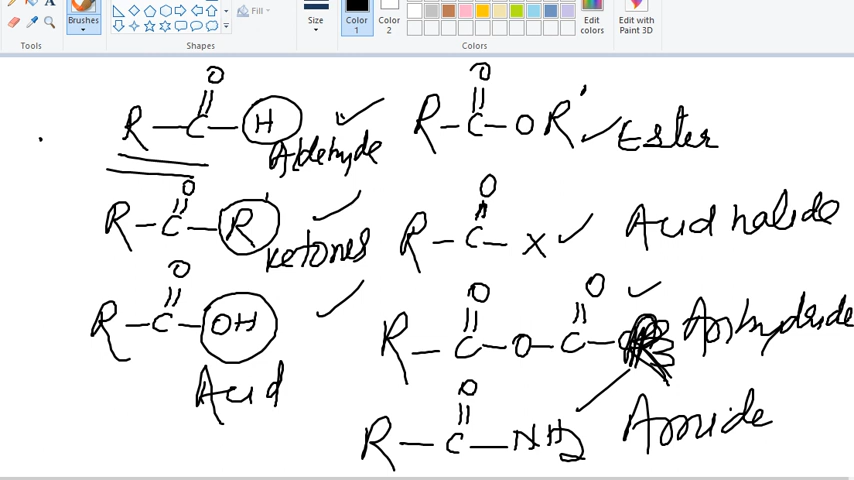 Brushes
Tools
Shapes
Fill
Size
Color 1
Color 2
Edit colors
Edit with Paint 3D
Colors
O
R-C-H
Aldehyde
O
R-C-OR'
Ester
O
R-C-R'
Ketones
O
R-C-X
Acid halide
O
R-C-OH
Acid
O O
R-C-O-C-
Anhydride
O
R-C-NH2
Amide